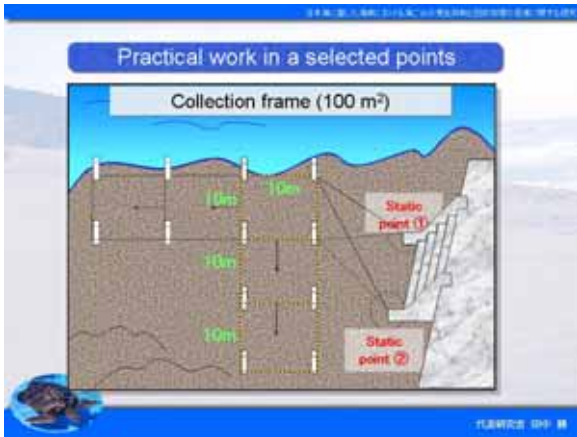 Practical work in a selected points
Collection frame (100 m²)
10m
10m
Static
point ①
10m
10m
Static
point ②